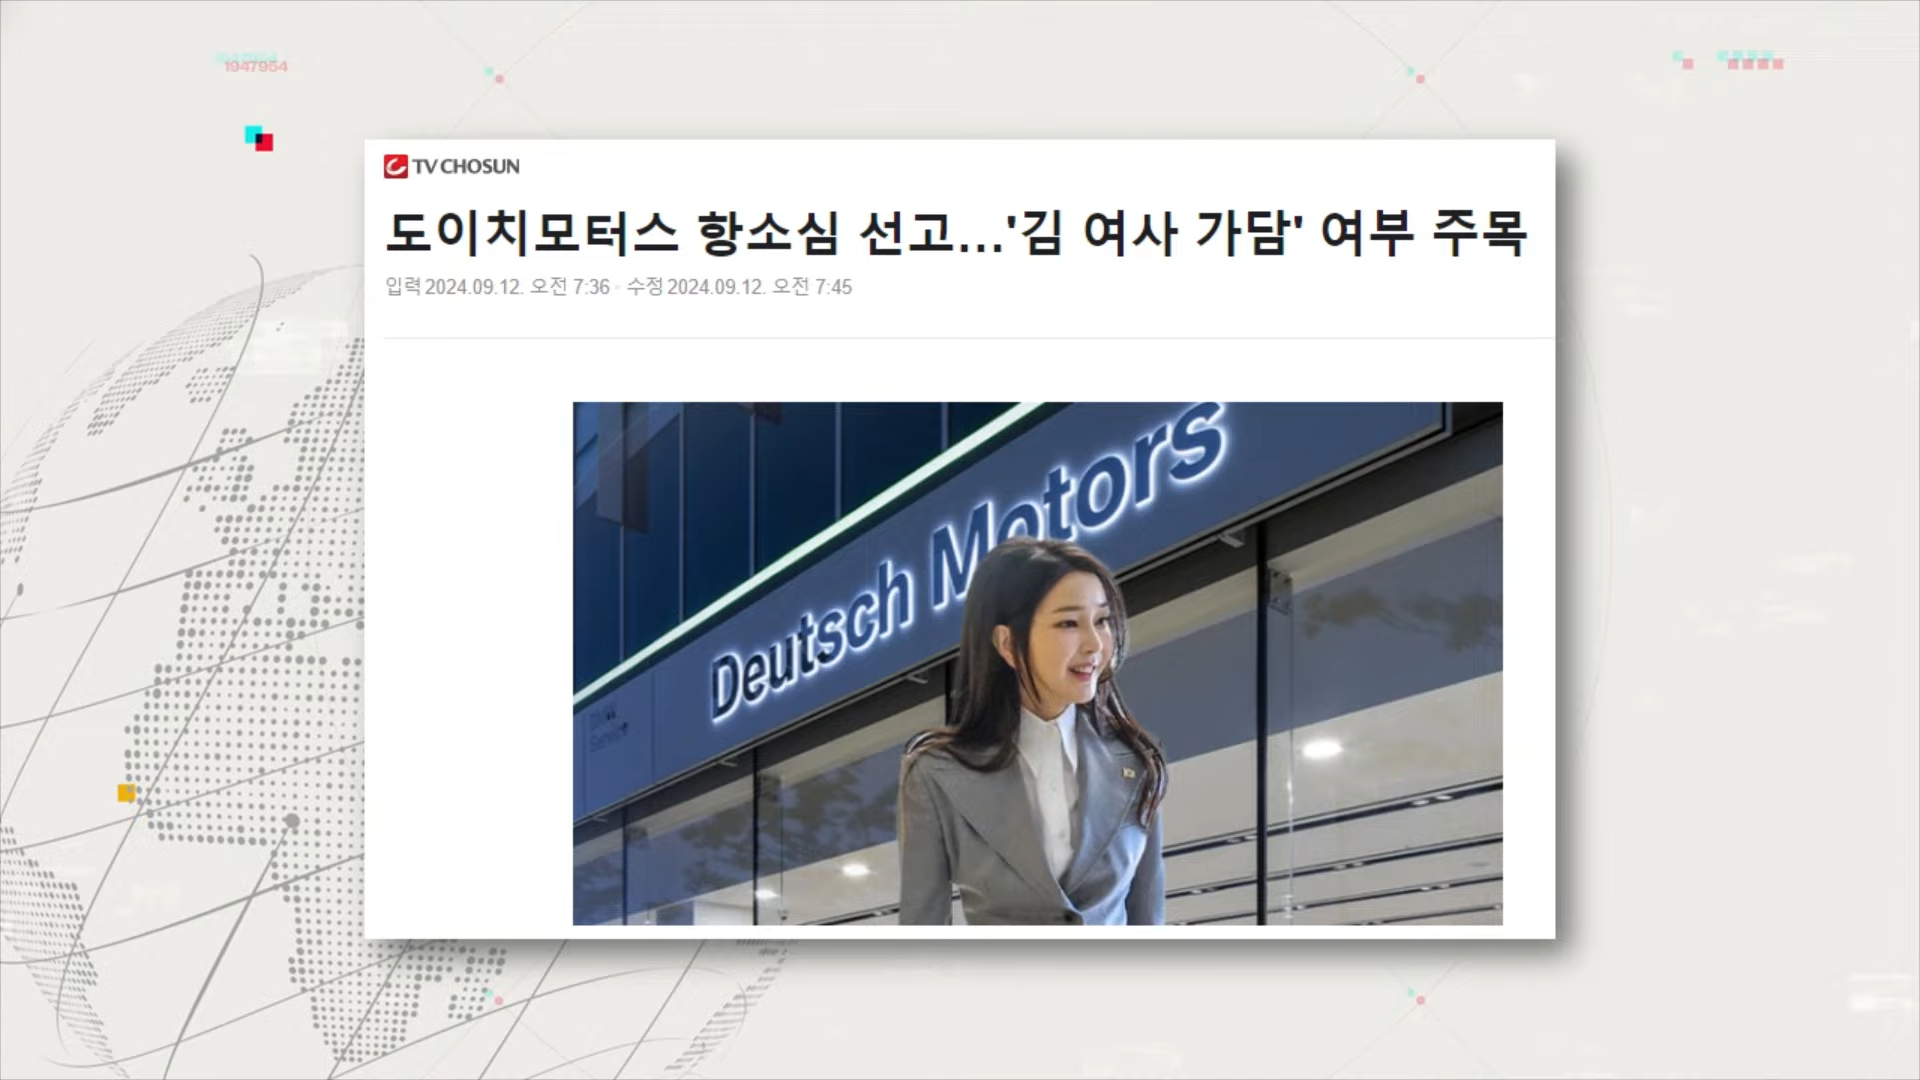 1947954
TV CHOSUN
도이치모터스 항소심 선고...'김 여사 가담' 여부 주목
입력 2024.09.12. 오전 7:36 · 수정 2024.09.12. 오전 7:45
Deutsch Motors